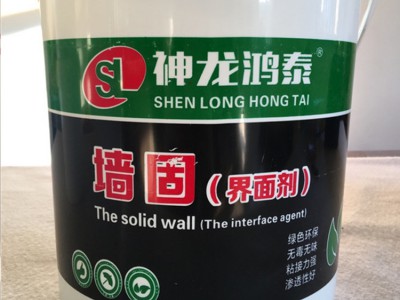 SL 神龙鸿泰®
SHEN LONG HONG TAI
墙固(界面剂)
The solid wall (The interface agent)
绿色环保
无毒无味
粘接力强
渗透性好